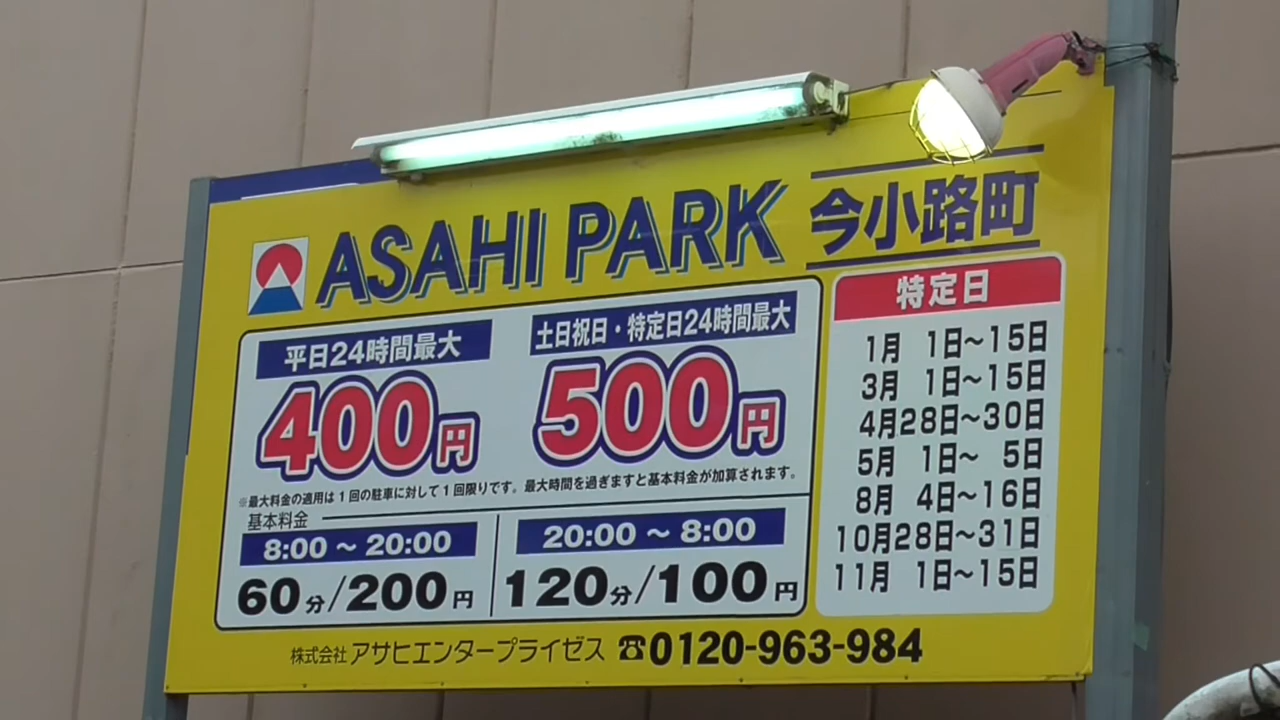 ASAHI PARK 今小路町
平日24時間最大
400円
土日祝日・特定日24時間最大
500円
※最大料金の適用は1回の駐車に対して1回限りです。最大時間を過ぎますと基本料金が加算されます。
基本料金
8:00 ～ 20:00
60分/200円
20:00 ～ 8:00
120分/100円
特定日
1月 1日～15日
3月 1日～15日
4月28日～30日
5月 1日～ 5日
8月 4日～16日
10月28日～31日
11月 1日～15日
株式会社アサヒエンタープライゼス ☎0120-963-984